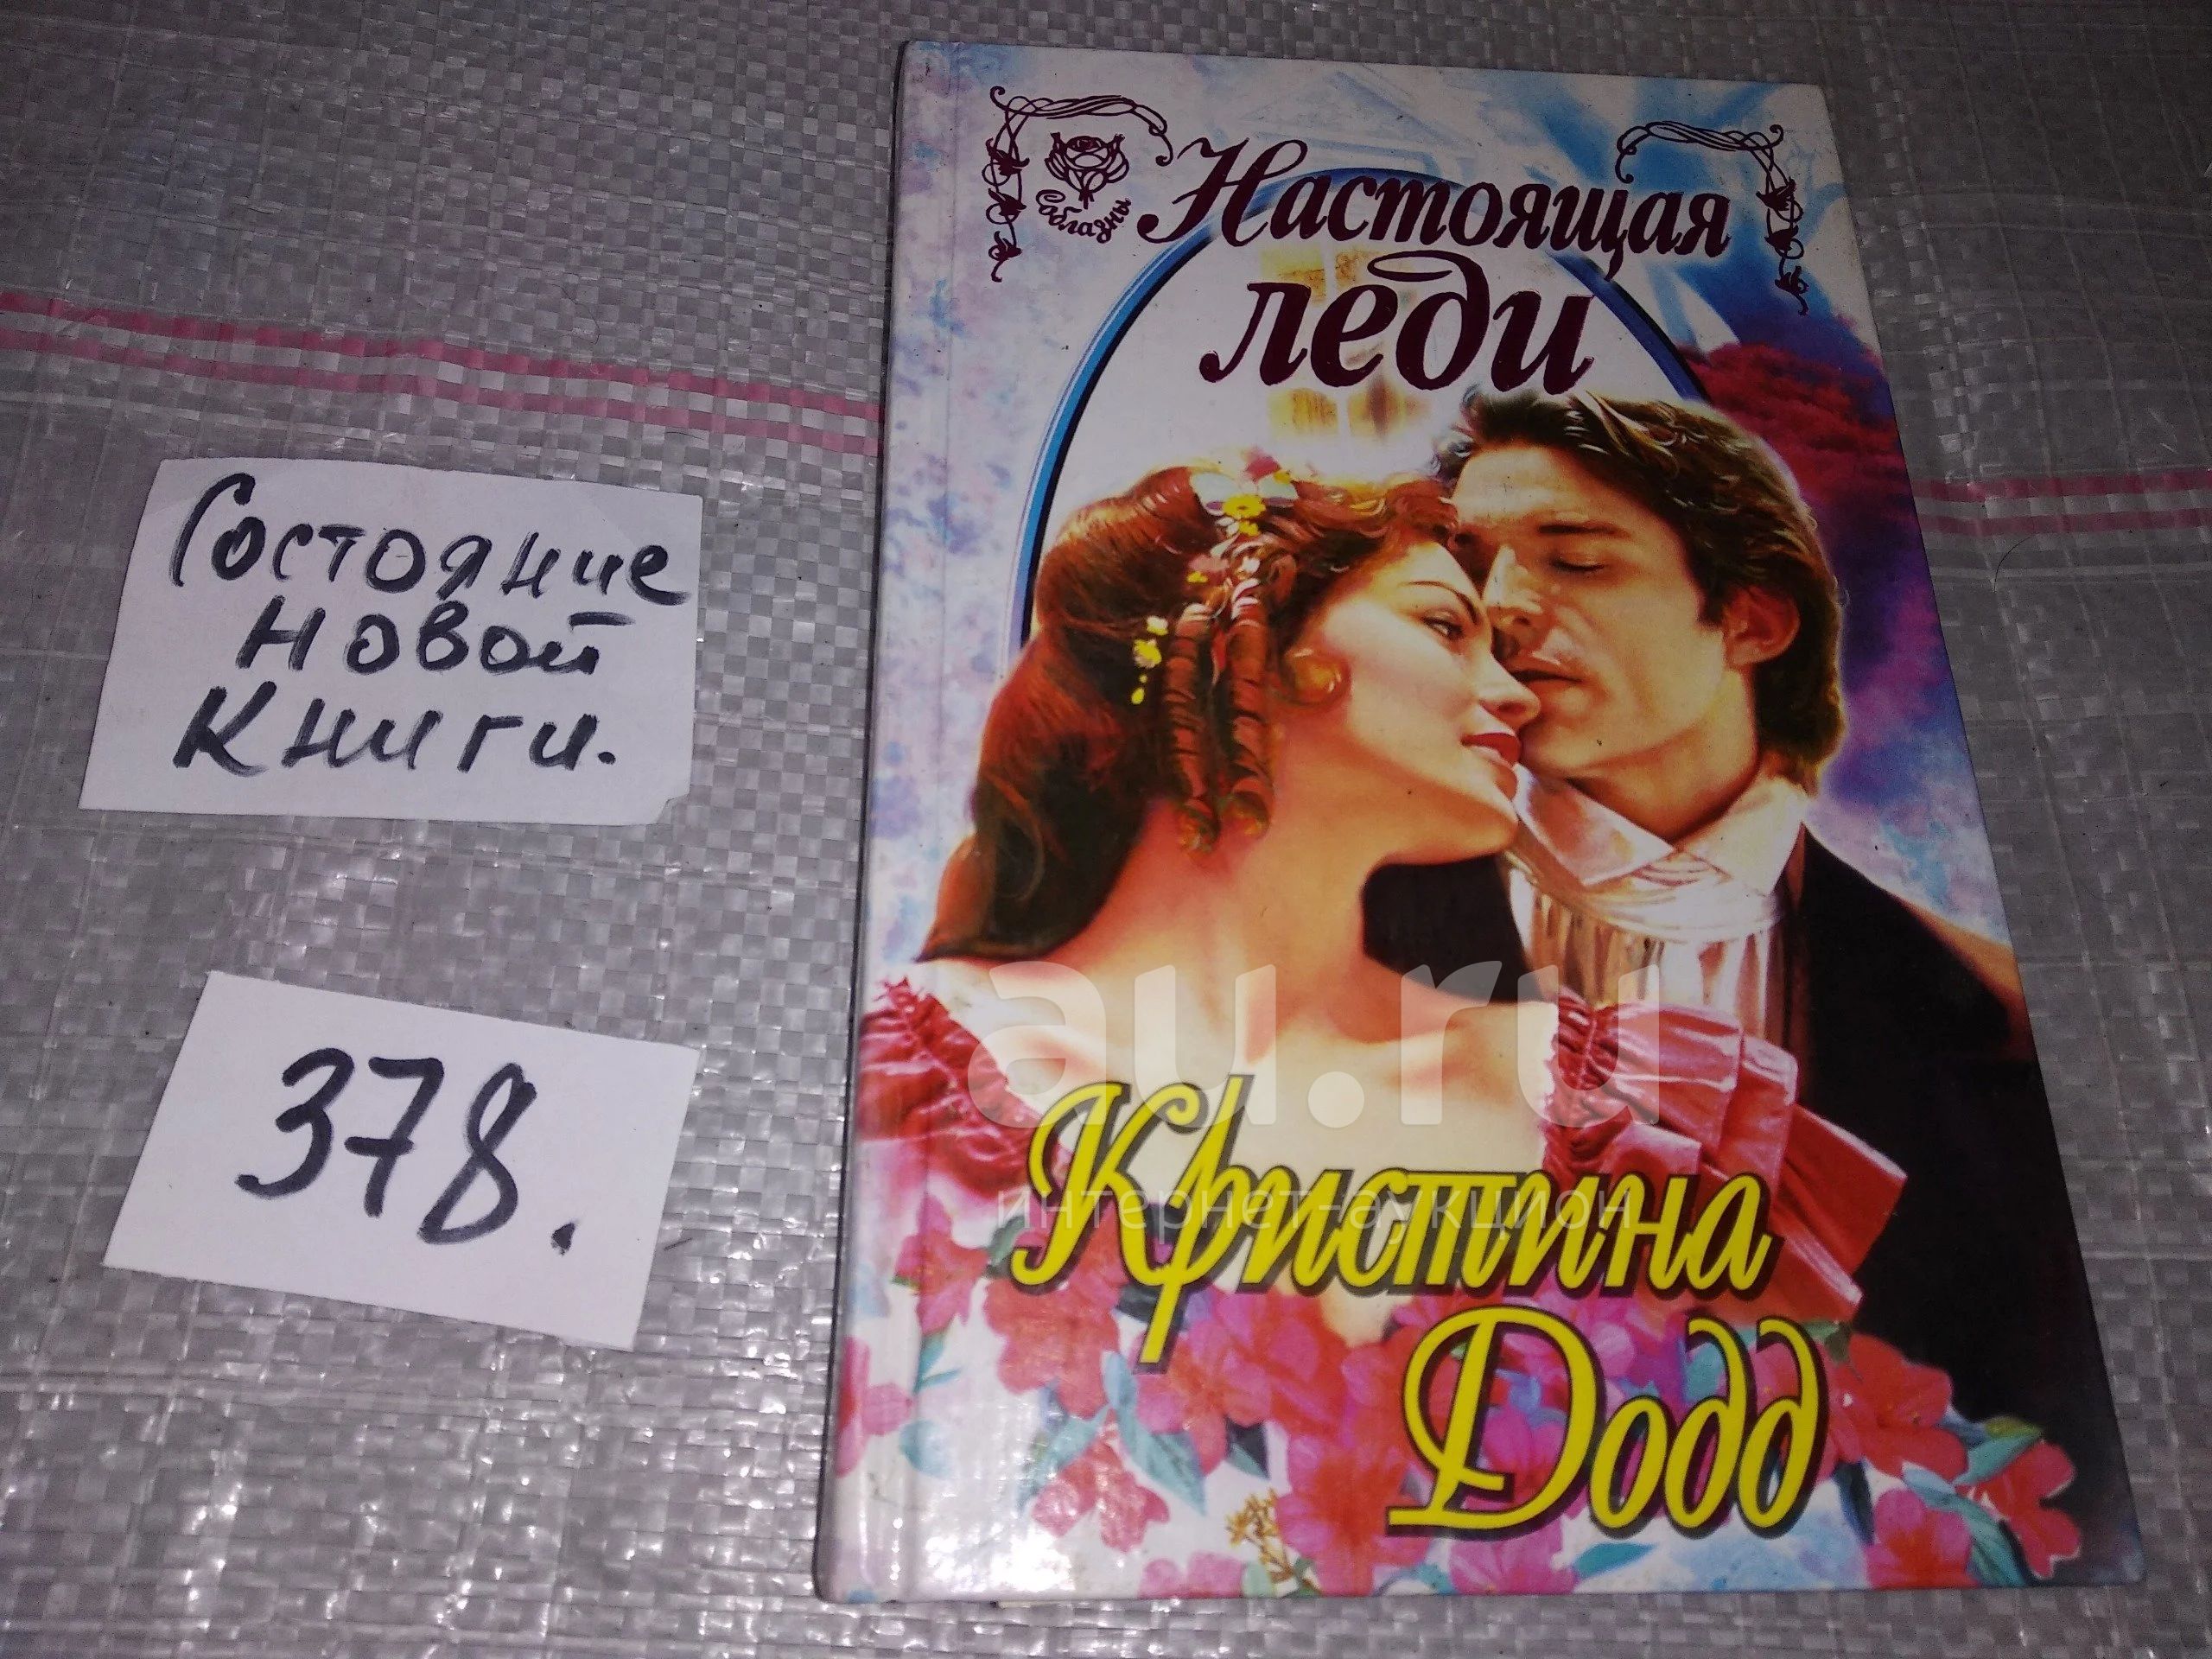 Соблазны
Настоящая
леди
Состояние
новой
книги.
378.
au.ru
интернет-аукцион
Кристина
Додд